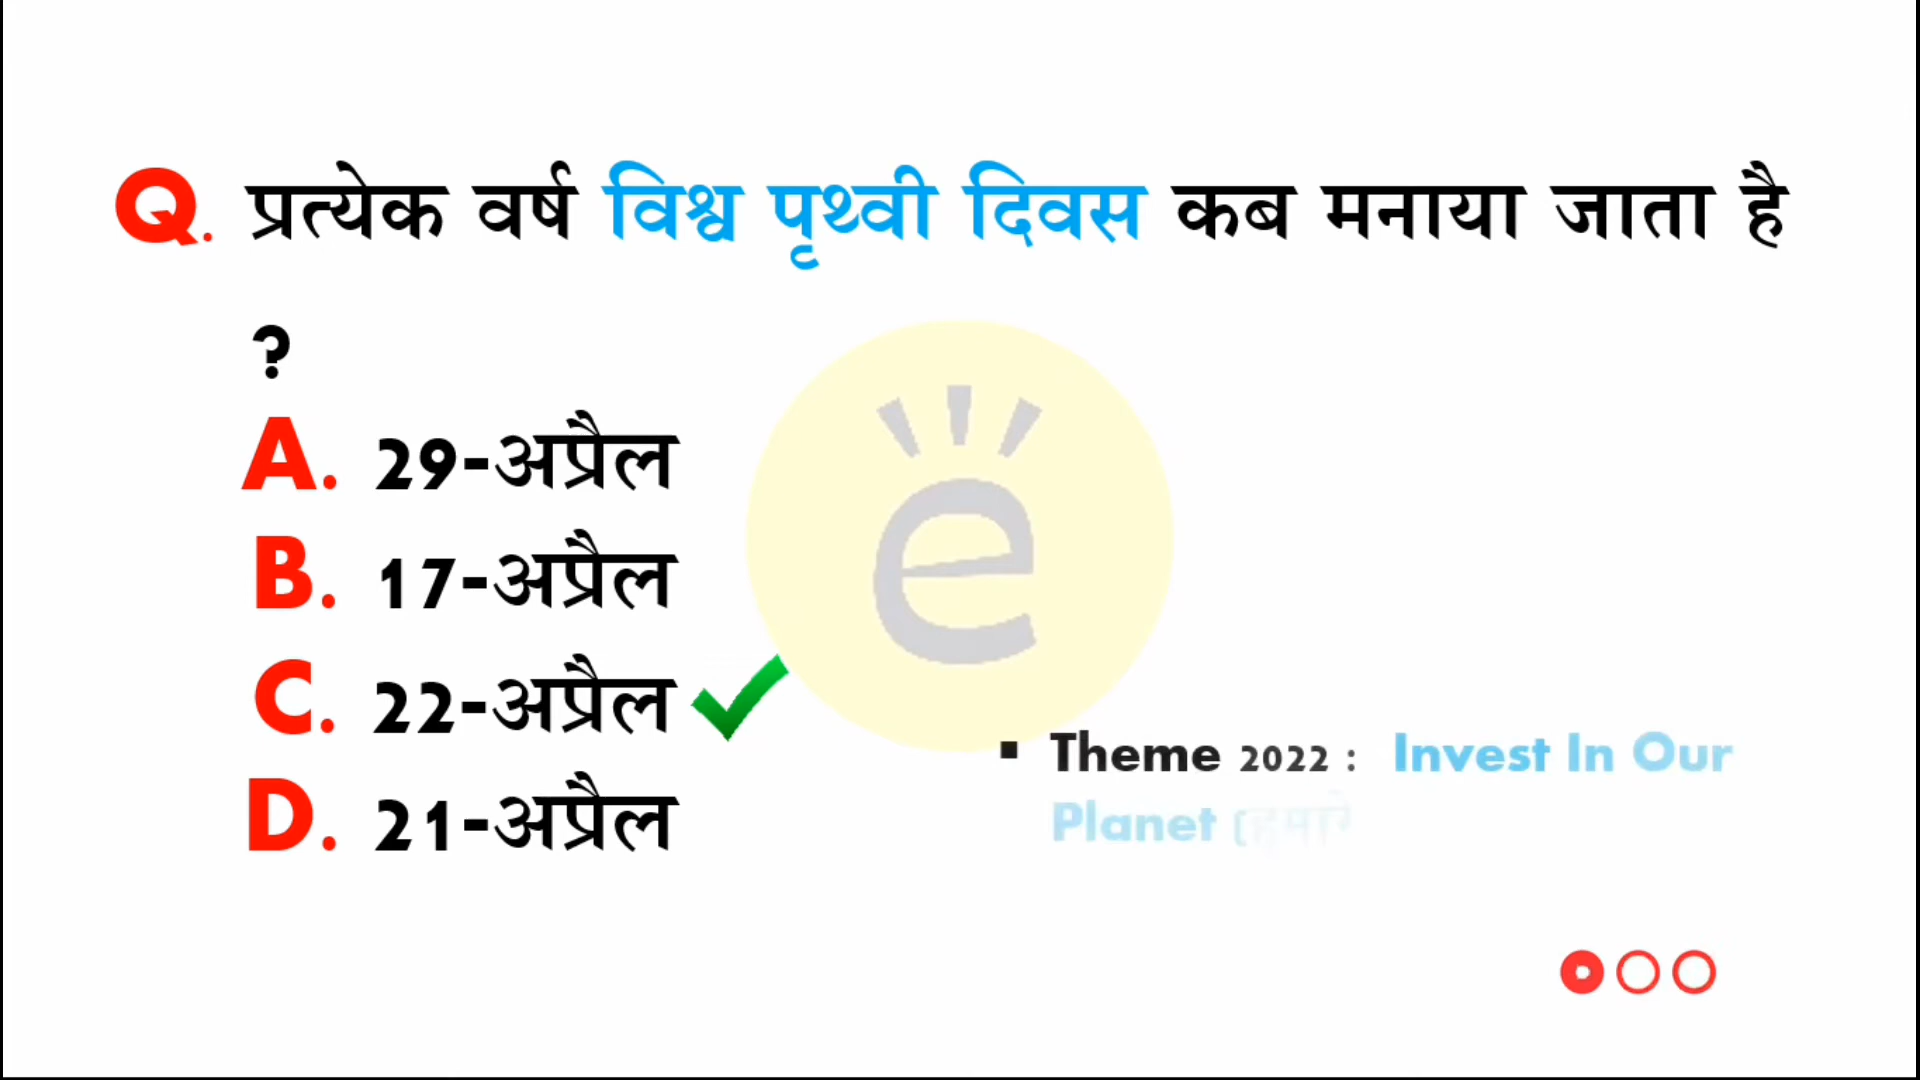 Q. प्रत्येक वर्ष विश्व पृथ्वी दिवस कब मनाया जाता है
?
A. 29-अप्रैल
B. 17-अप्रैल
C. 22-अप्रैल
D. 21-अप्रैल
e
▪ Theme 2022 : Invest In Our
Planet (हमारे